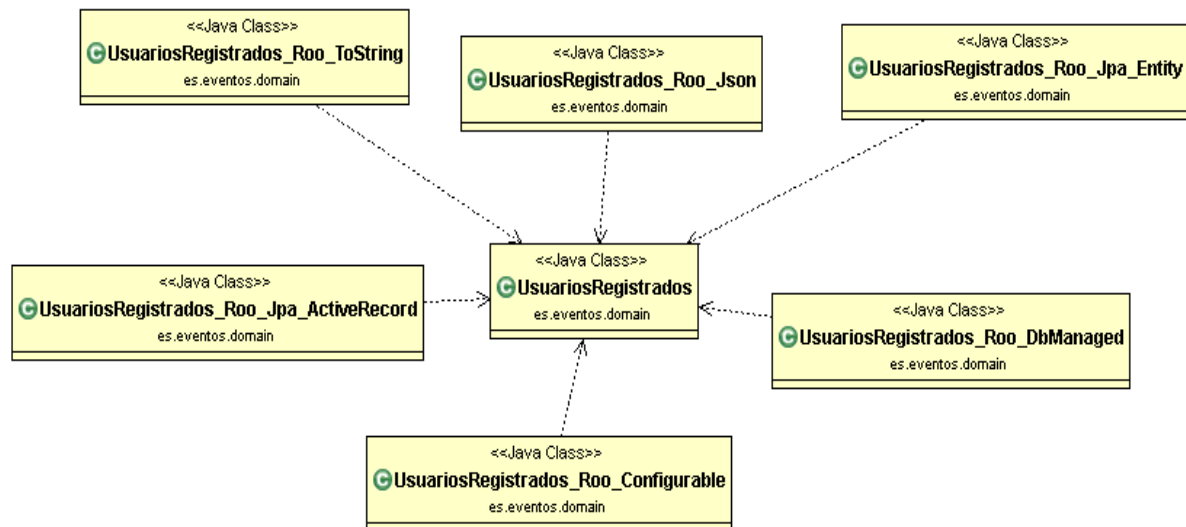 <<Java Class>>
UsuariosRegistrados_Roo_ToString
es.eventos.domain
<<Java Class>>
UsuariosRegistrados_Roo_Json
es.eventos.domain
<<Java Class>>
UsuariosRegistrados_Roo_Jpa_Entity
es.eventos.domain
<<Java Class>>
UsuariosRegistrados
es.eventos.domain
<<Java Class>>
UsuariosRegistrados_Roo_Jpa_ActiveRecord
es.eventos.domain
<<Java Class>>
UsuariosRegistrados_Roo_DbManaged
es.eventos.domain
<<Java Class>>
UsuariosRegistrados_Roo_Configurable
es.eventos.domain